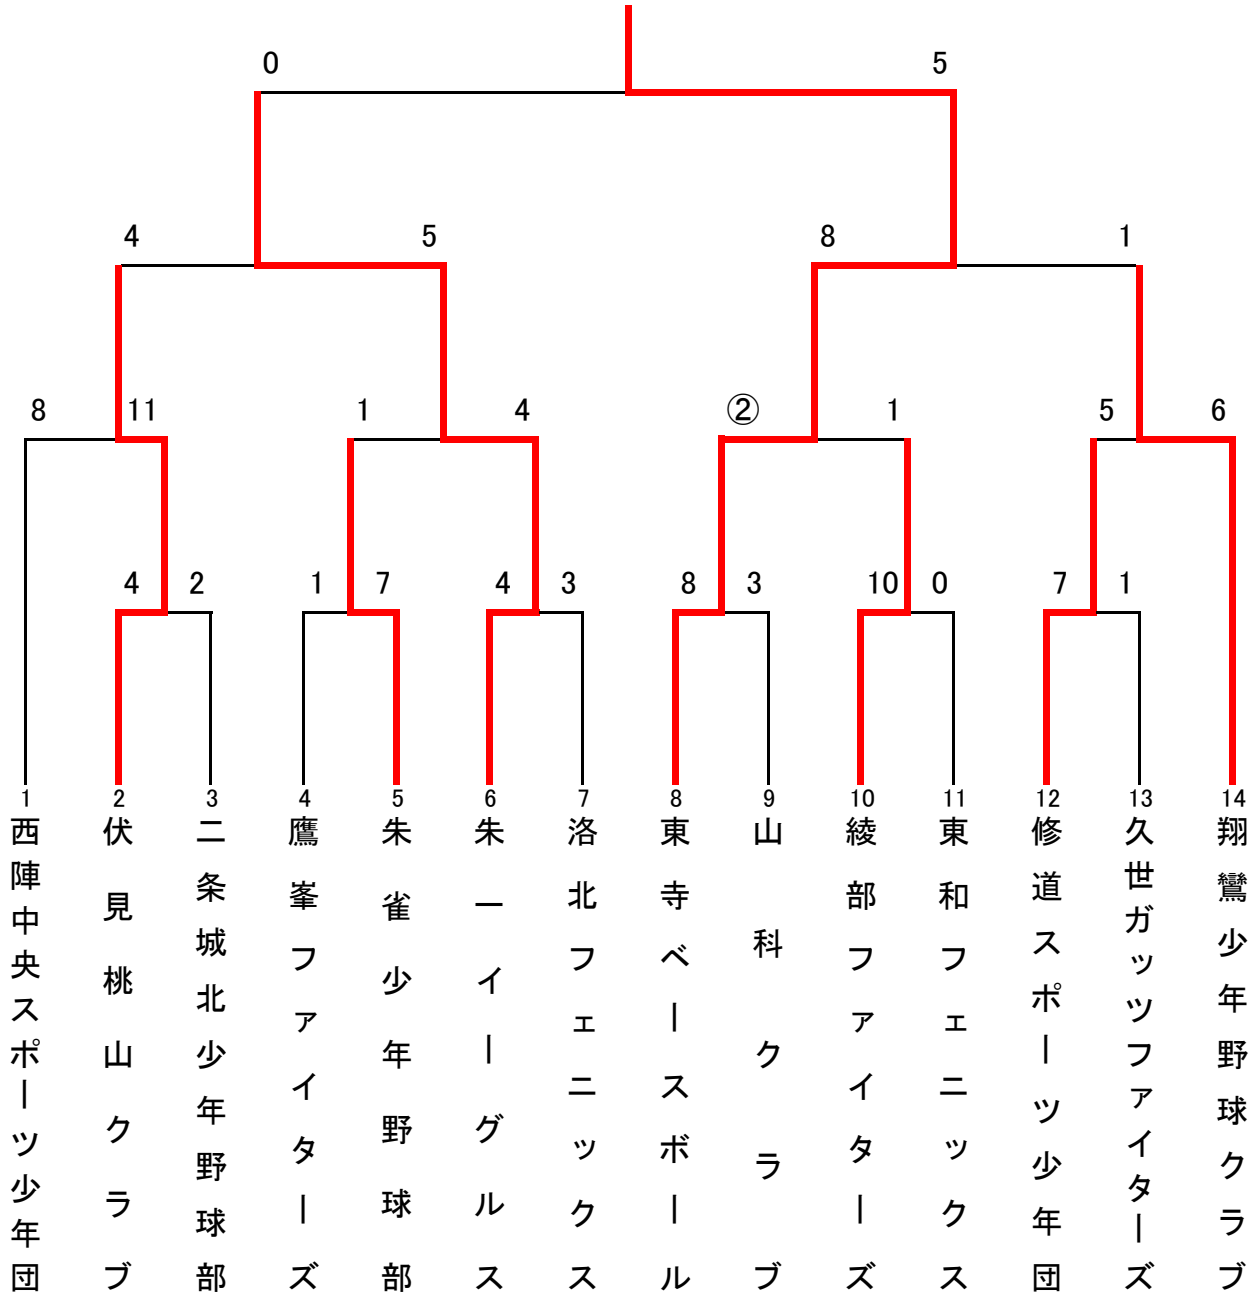 0 5
4 5 8 1
8 11 1 4 ② 1 5 6
4 2 1 7 4 3 8 3 10 0 7 1
1 2 3 4 5 6 7 8 9 10 11 12 13 14
西陣中央スポーツ少年団
伏見桃山クラブ
二条城北少年野球部
鷹峯ファイターズ
朱雀少年野球部
朱一イーグルス
洛北フェニックス
東寺ベースボール
山科クラブ
綾部ファイターズ
東和フェニックス
修道スポーツ少年団
久世ガッツファイターズ
翔鸞少年野球クラブ